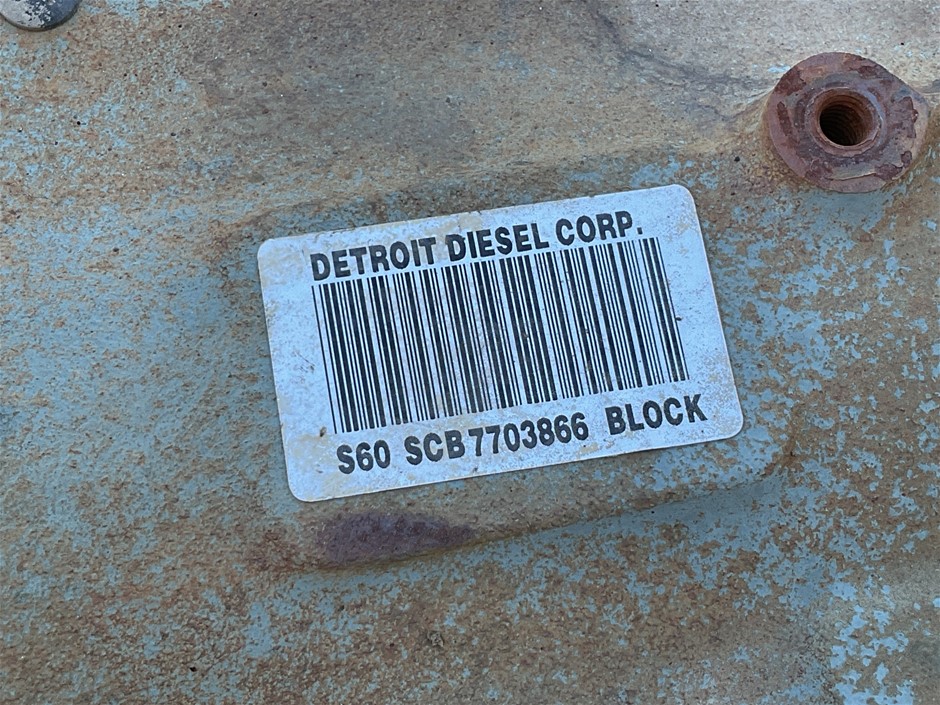 DETROIT DIESEL CORP.
S60 SCB7703866 BLOCK